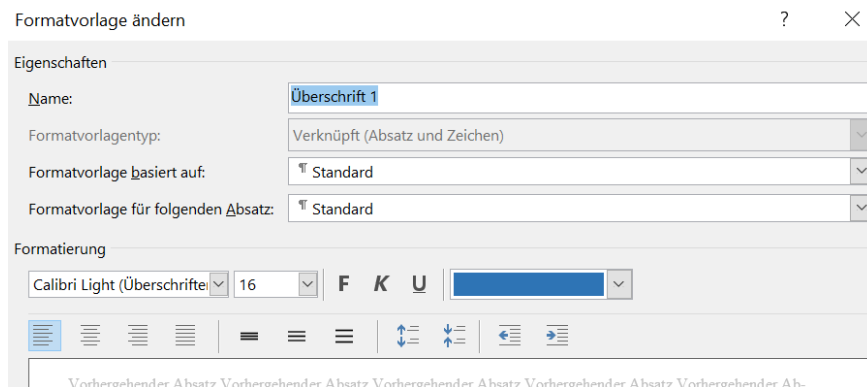 Formatvorlage ändern ?
Eigenschaften
Name: Überschrift 1
Formatvorlagentyp: Verknüpft (Absatz und Zeichen)
Formatvorlage basiert auf: ¶ Standard
Formatvorlage für folgenden Absatz: ¶ Standard
Formatierung
Calibri Light (Überschrifter 16 F K U
Vorhergehender Absatz Vorhergehender Absatz Vorhergehender Absatz Vorhergehender Absatz Vorhergehender Ab-